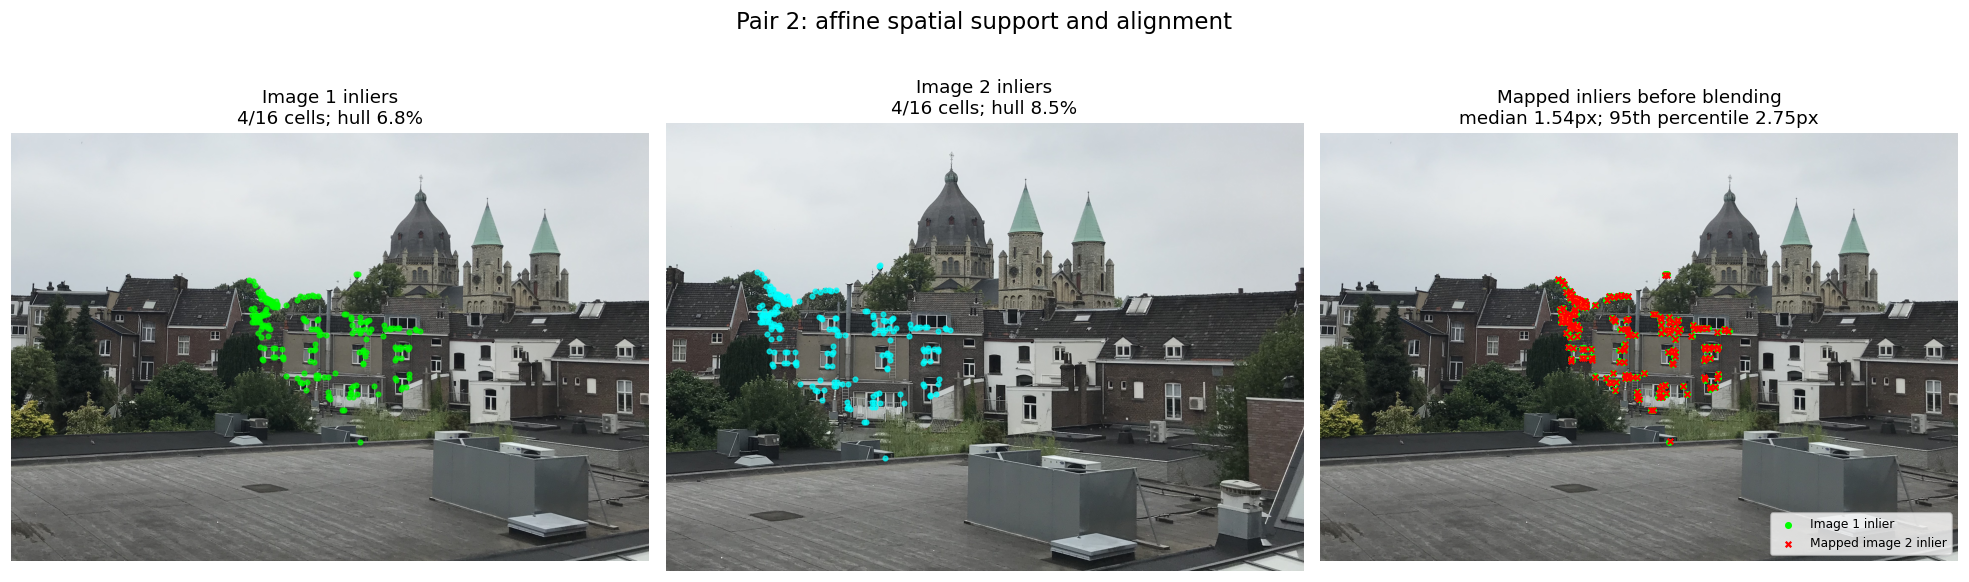 Pair 2: affine spatial support and alignment
Image 1 inliers
4/16 cells; hull 6.8%
Image 2 inliers
4/16 cells; hull 8.5%
Mapped inliers before blending
median 1.54px; 95th percentile 2.75px
Image 1 inlier
Mapped image 2 inlier